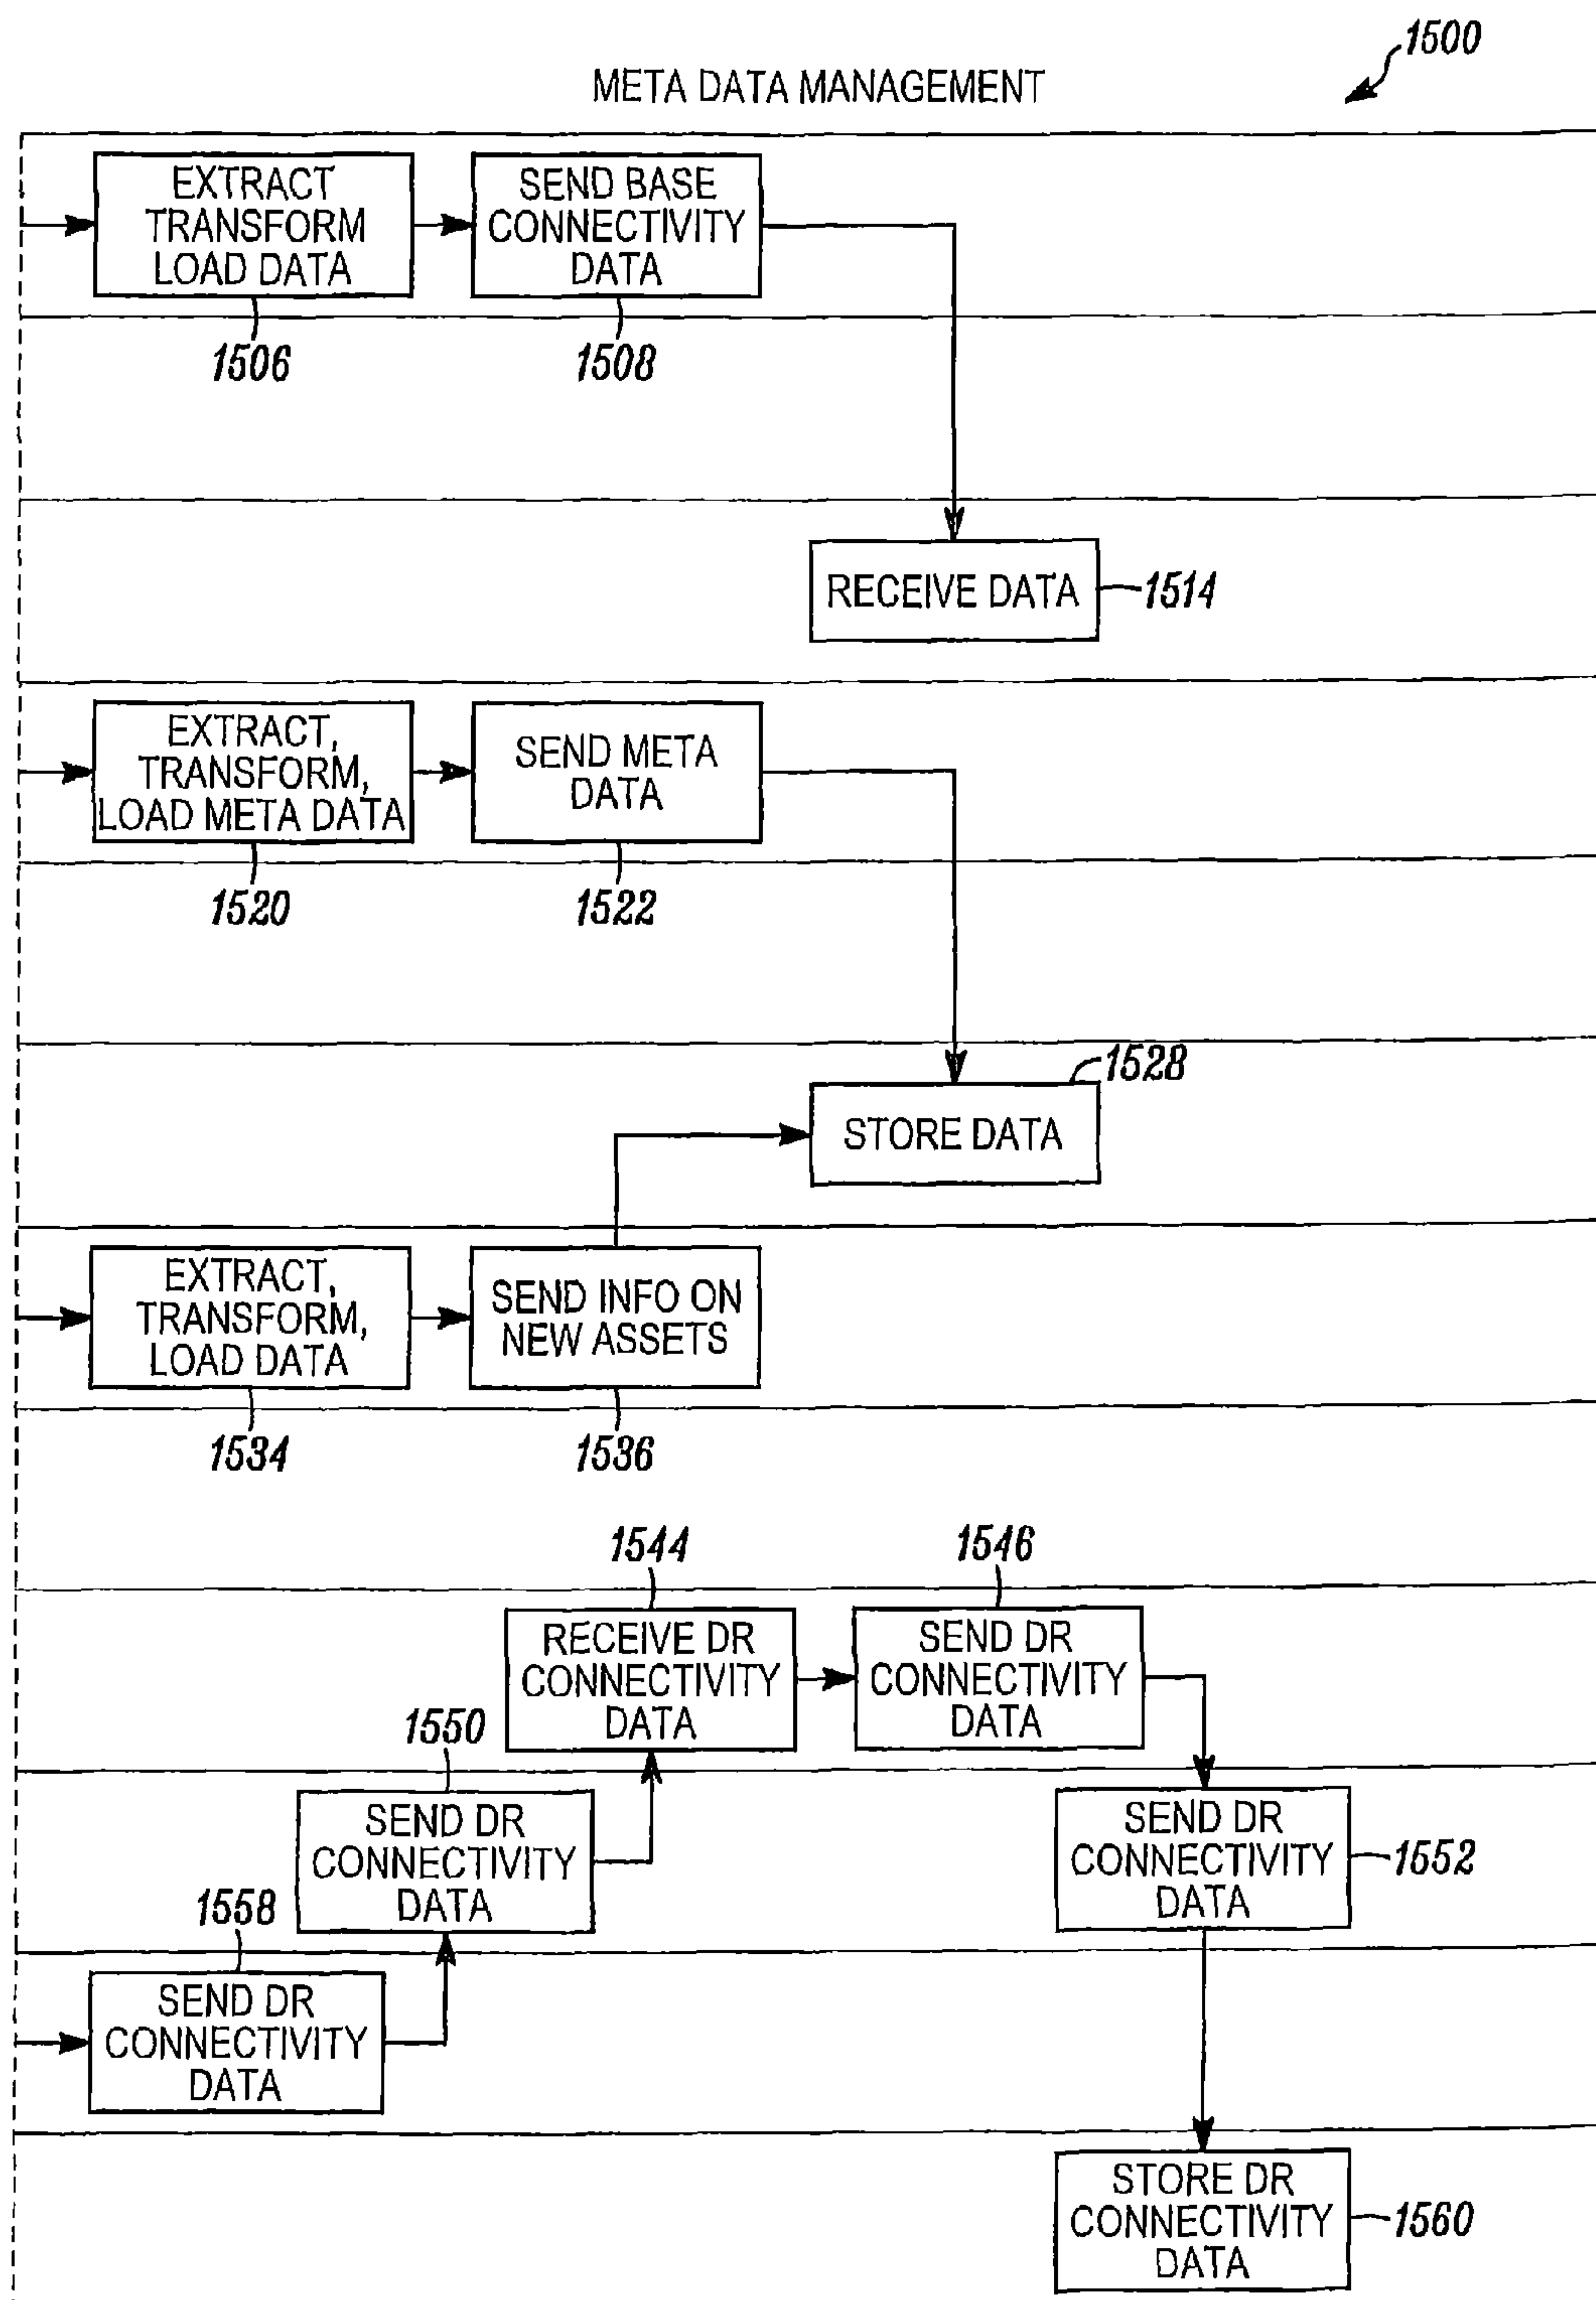 1500
META DATA MANAGEMENT
EXTRACT
TRANSFORM
LOAD DATA
SEND BASE
CONNECTIVITY
DATA
1506
1508
RECEIVE DATA
1514
EXTRACT,
TRANSFORM,
LOAD META DATA
SEND META
DATA
1520
1522
1528
STORE DATA
EXTRACT,
TRANSFORM,
LOAD DATA
SEND INFO ON
NEW ASSETS
1534
1536
1544
1546
RECEIVE DR
CONNECTIVITY
DATA
SEND DR
CONNECTIVITY
DATA
1550
SEND DR
CONNECTIVITY
DATA
SEND DR
CONNECTIVITY
DATA
1552
1558
SEND DR
CONNECTIVITY
DATA
STORE DR
CONNECTIVITY
DATA
1560